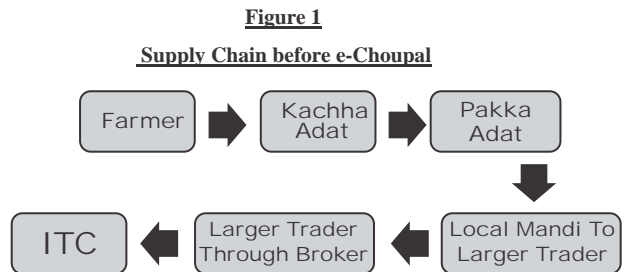 Figure 1
Supply Chain before e-Choupal
Farmer
Kachha
Adat
Pakka
Adat
Local Mandi To
Larger Trader
Larger Trader
Through Broker
ITC